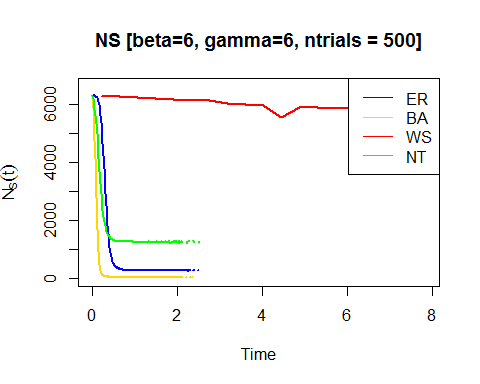 NS [beta=6, gamma=6, ntrials = 500]
NS(t)
0 2000 4000 6000
ER
BA
WS
NT
0 2 4 6 8
Time